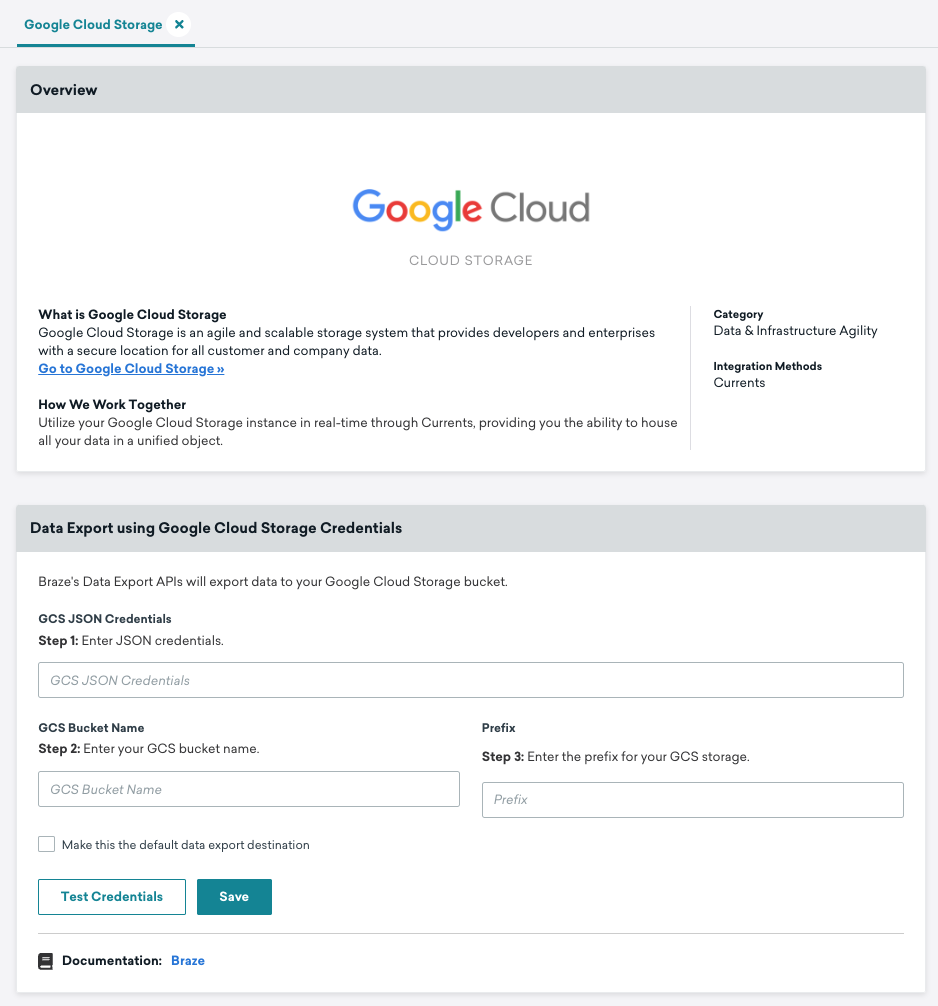 Google Cloud Storage
Overview
Google Cloud
CLOUD STORAGE
What is Google Cloud Storage
Google Cloud Storage is an agile and scalable storage system that provides developers and enterprises
with a secure location for all customer and company data.
Go to Google Cloud Storage »
How We Work Together
Utilize your Google Cloud Storage instance in real-time through Currents, providing you the ability to house
all your data in a unified object.
Category
Data & Infrastructure Agility
Integration Methods
Currents
Data Export using Google Cloud Storage Credentials
Braze's Data Export APIs will export data to your Google Cloud Storage bucket.
GCS JSON Credentials
Step 1: Enter JSON credentials.
GCS JSON Credentials
GCS Bucket Name
Step 2: Enter your GCS bucket name.
GCS Bucket Name
Prefix
Step 3: Enter the prefix for your GCS storage.
Prefix
Make this the default data export destination
Test Credentials
Save
Documentation: Braze